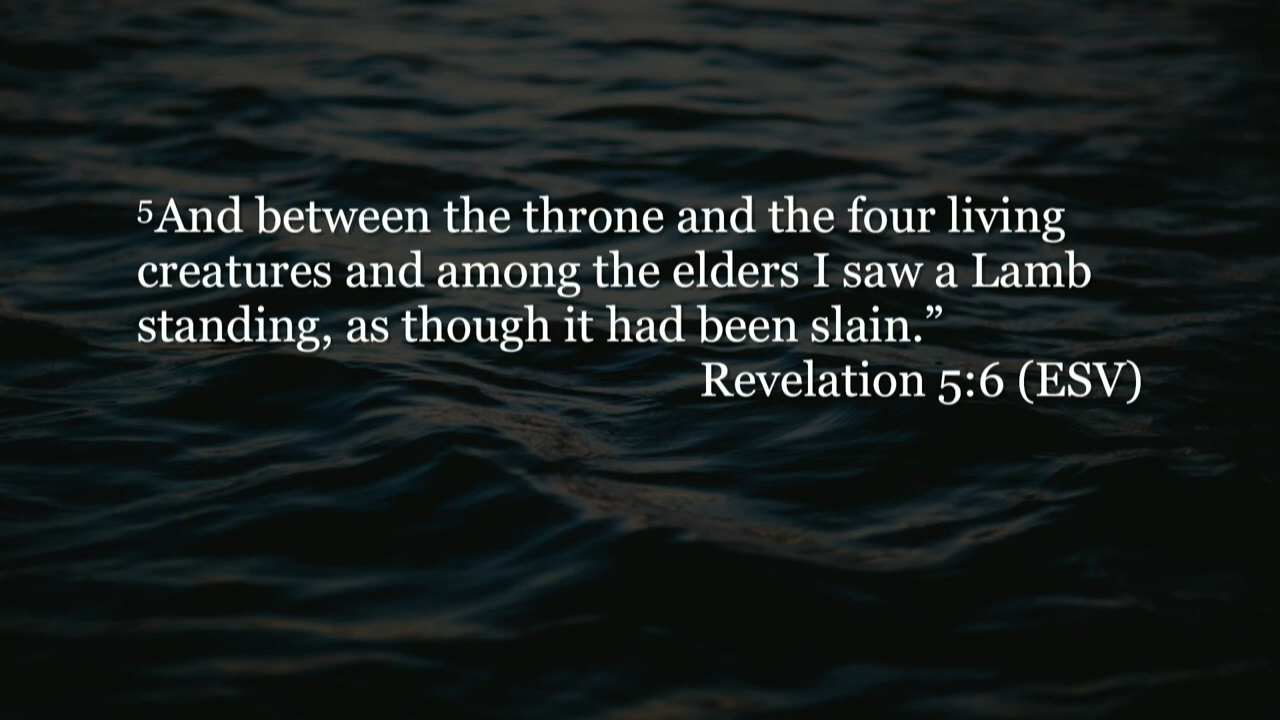 5And between the throne and the four living
creatures and among the elders I saw a Lamb
standing, as though it had been slain.”
Revelation 5:6 (ESV)